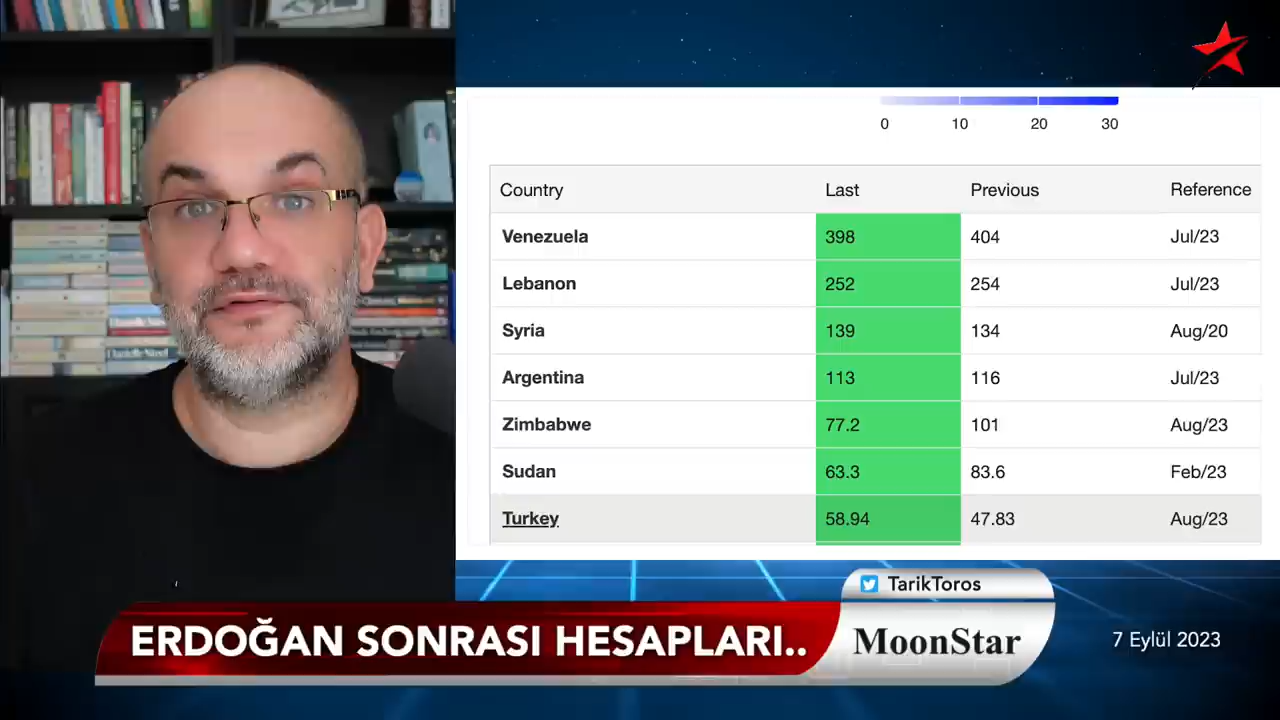 0 10 20 30
Country Last Previous Reference
Venezuela 398 404 Jul/23
Lebanon 252 254 Jul/23
Syria 139 134 Aug/20
Argentina 113 116 Jul/23
Zimbabwe 77.2 101 Aug/23
Sudan 63.3 83.6 Feb/23
Turkey 58.94 47.83 Aug/23
Danielle Steel
TarikToros
ERDOĞAN SONRASI HESAPLARI..
MoonStar
7 Eylül 2023